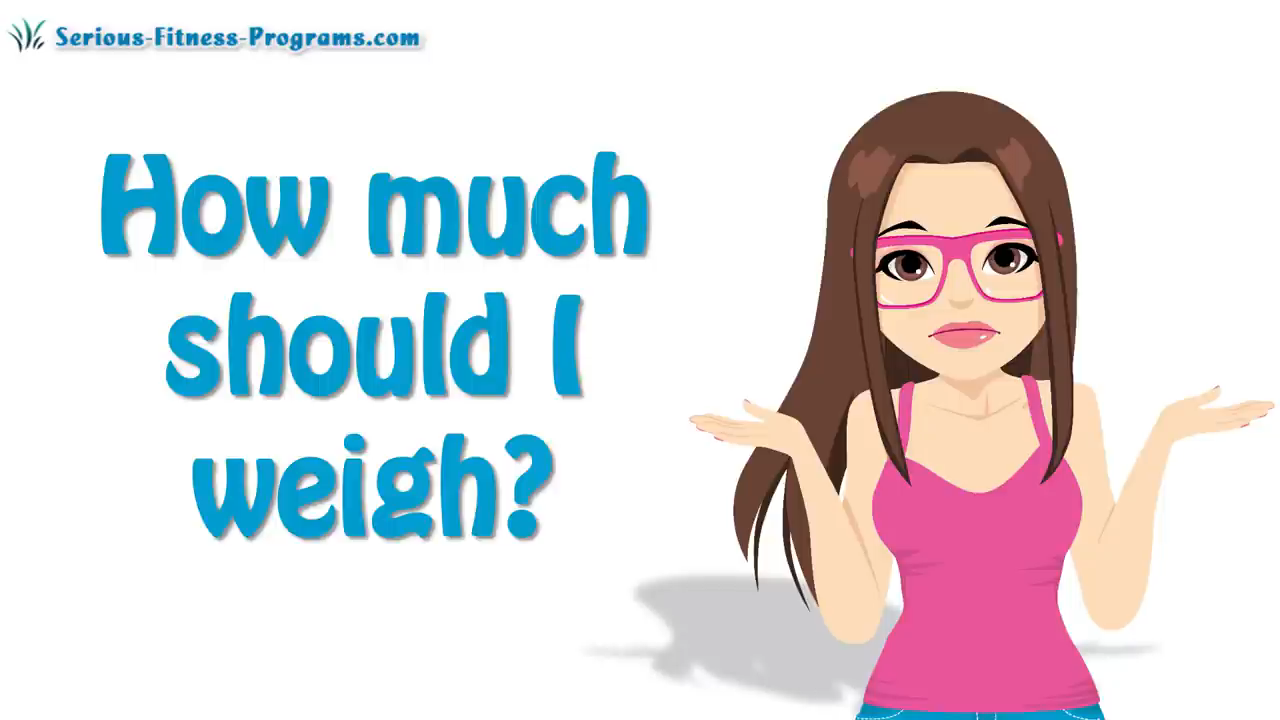 Serious-Fitness-Programs.com
How much
should I
weigh?